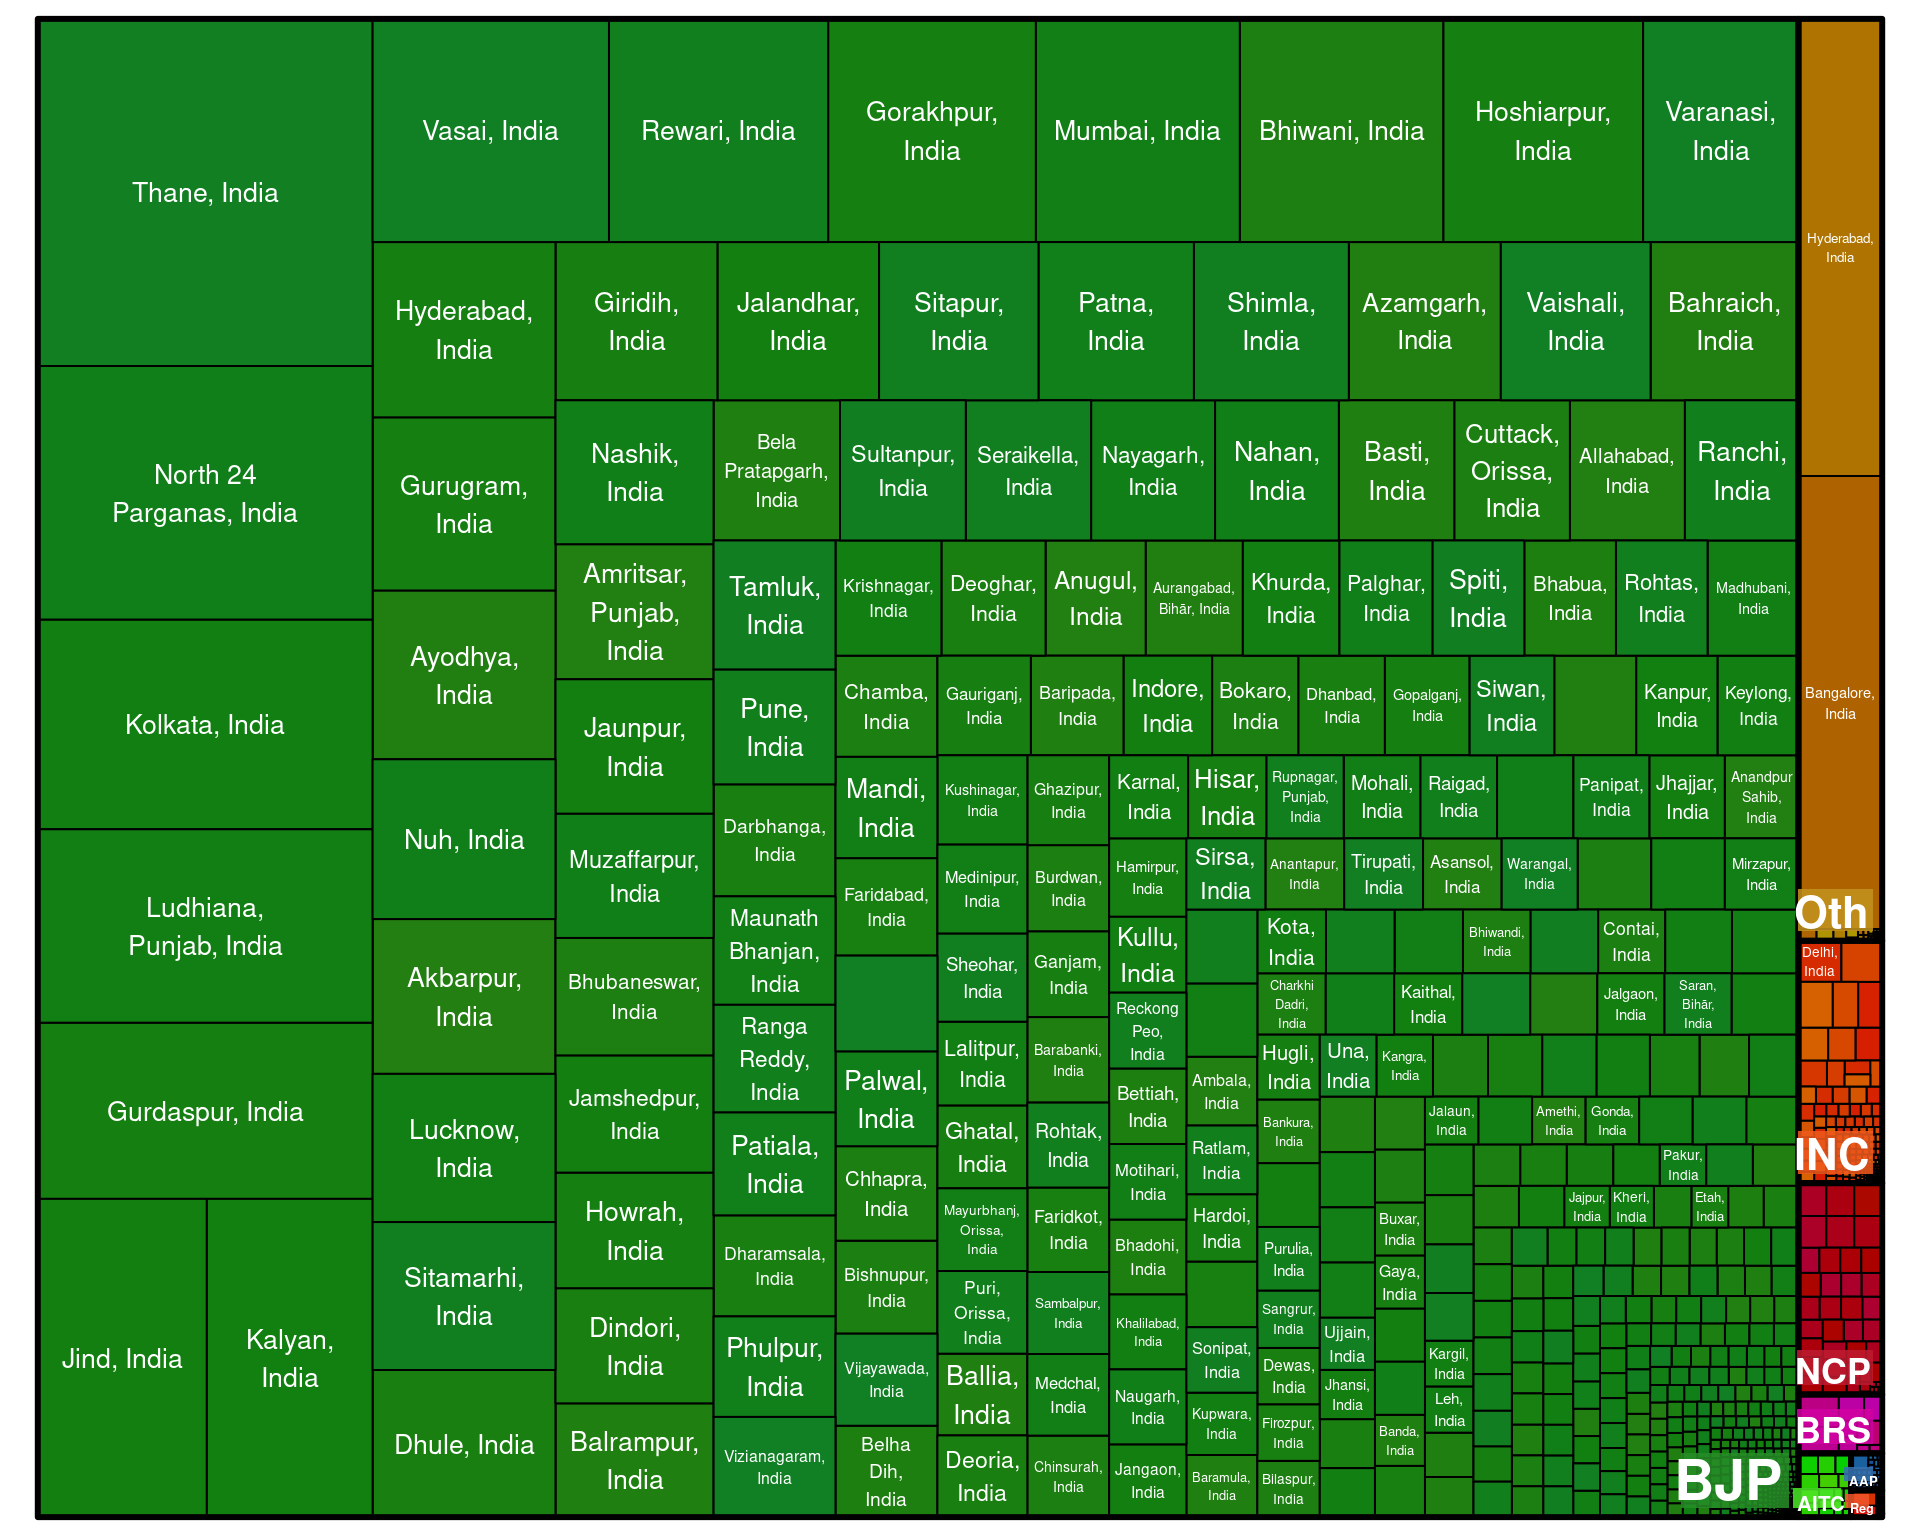 Thane, India
North 24
Parganas, India
Kolkata, India
Ludhiana,
Punjab, India
Gurdaspur, India
Jind, India
Kalyan,
India
Vasai, India
Rewari, India
Gorakhpur,
India
Mumbai, India
Bhiwani, India
Hoshiarpur,
India
Varanasi,
India
Hyderabad,
India
Gurugram,
India
Ayodhya,
India
Nuh, India
Akbarpur,
India
Lucknow,
India
Sitamarhi,
India
Dhule, India
Giridih,
India
Jalandhar,
India
Sitapur,
India
Patna,
India
Shimla,
India
Azamgarh,
India
Vaishali,
India
Bahraich,
India
Nashik,
India
Amritsar,
Punjab,
India
Jaunpur,
India
Muzaffarpur,
India
Bhubaneswar,
India
Jamshedpur,
India
Howrah,
India
Dindori,
India
Balrampur,
India
Bela
Pratapgarh,
India
Sultanpur,
India
Seraikella,
India
Nayagarh,
India
Nahan,
India
Basti,
India
Cuttack,
Orissa,
India
Allahabad,
India
Ranchi,
India
Tamluk,
India
Pune,
India
Darbhanga,
India
Maunath
Bhanjan,
India
Ranga
Reddy,
India
Patiala,
India
Dharamsala,
India
Phulpur,
India
Vizianagaram,
India
Krishnagar,
India
Deoghar,
India
Anugul,
India
Aurangabad,
Bihār, India
Khurda,
India
Palghar,
India
Spiti,
India
Bhabua,
India
Rohtas,
India
Madhubani,
India
Chamba,
India
Mandi,
India
Faridabad,
India
Palwal,
India
Chhapra,
India
Bishnupur,
India
Vijayawada,
India
Belha
Dih,
India
Gauriganj,
India
Baripada,
India
Indore,
India
Bokaro,
India
Dhanbad,
India
Gopalganj,
India
Siwan,
India
Kanpur,
India
Keylong,
India
Kushinagar,
India
Medinipur,
India
Sheohar,
India
Lalitpur,
India
Ghatal,
India
Mayurbhanj,
Orissa,
India
Puri,
Orissa,
India
Ballia,
India
Deoria,
India
Ghazipur,
India
Burdwan,
India
Ganjam,
India
Barabanki,
India
Rohtak,
India
Faridkot,
India
Sambalpur,
India
Medchal,
India
Chinsurah,
India
Karnal,
India
Hisar,
India
Rupnagar,
Punjab,
India
Mohali,
India
Raigad,
India
Panipat,
India
Jhajjar,
India
Anandpur
Sahib,
India
Hamirpur,
India
Kullu,
India
Reckong
Peo,
India
Bettiah,
India
Motihari,
India
Bhadohi,
India
Khalilabad,
India
Naugarh,
India
Jangaon,
India
Sirsa,
India
Anantapur,
India
Tirupati,
India
Asansol,
India
Warangal,
India
Mirzapur,
India
Ambala,
India
Ratlam,
India
Hardoi,
India
Sonipat,
India
Kupwara,
India
Baramula,
India
Kota,
India
Bhiwandi,
India
Contai,
India
Charkhi
Dadri,
India
Kaithal,
India
Jalgaon,
India
Saran,
Bihār,
India
Hugli,
India
Una,
India
Kangra,
India
Bankura,
India
Purulia,
India
Sangrur,
India
Dewas,
India
Firozpur,
India
Bilaspur,
India
Jalaun,
India
Amethi,
India
Gonda,
India
Pakur,
India
Ujjain,
India
Jhansi,
India
Buxar,
India
Gaya,
India
Banda,
India
Jajpur,
India
Kheri,
India
Etah,
India
Kargil,
India
Leh,
India
BJP
Hyderabad,
India
Bangalore,
India
Oth
Delhi,
India
INC
NCP
BRS
AAP
AITC
Reg